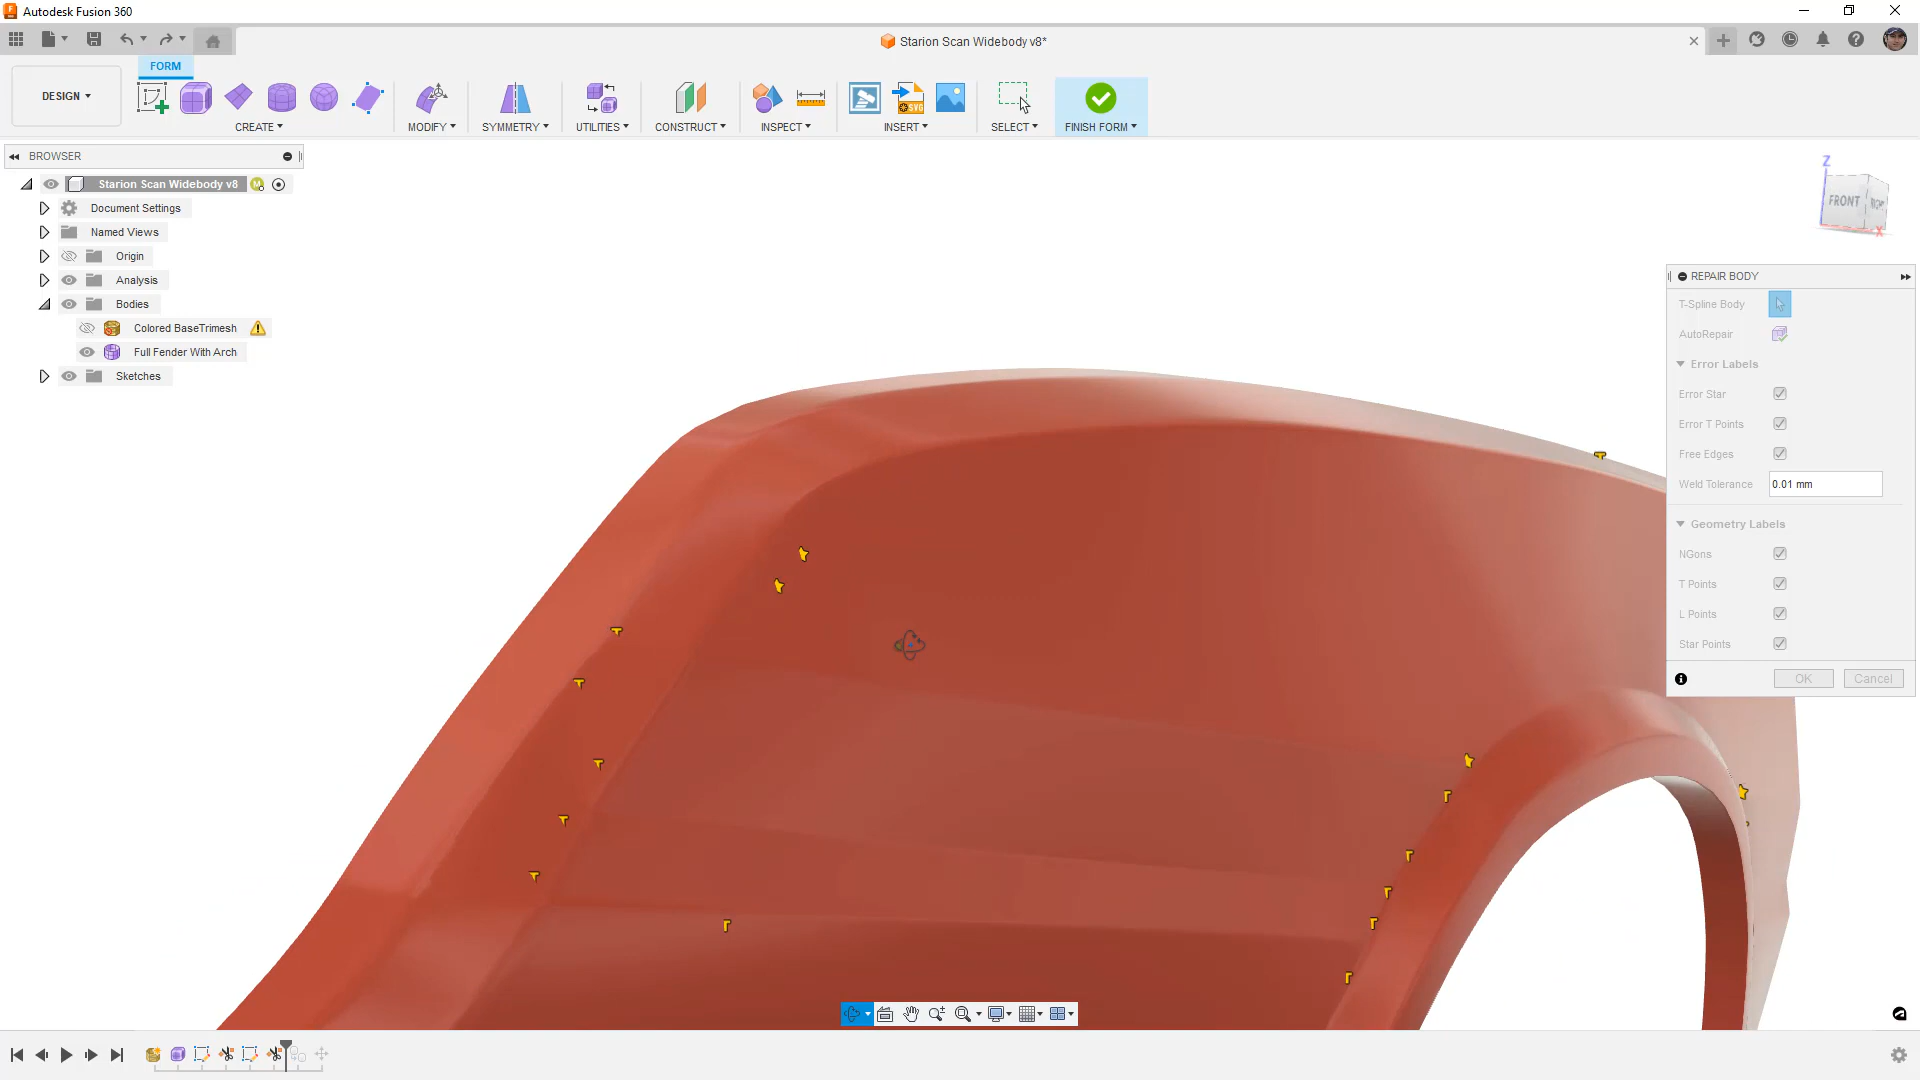 Autodesk Fusion 360
Starion Scan Widebody v8*
FORM
DESIGN
CREATE
MODIFY
SYMMETRY
UTILITIES
CONSTRUCT
INSPECT
INSERT
SELECT
FINISH FORM
SVG
BROWSER
Starion Scan Widebody v8
Document Settings
Named Views
Origin
Analysis
Bodies
Colored BaseTrimesh
Full Fender With Arch
Sketches
Z
FRONT
RIGHT
X
REPAIR BODY
T-Spline Body
AutoRepair
Error Labels
Error Star
Error T Points
Free Edges
Weld Tolerance 0.01 mm
Geometry Labels
NGons
T Points
L Points
Star Points
OK Cancel